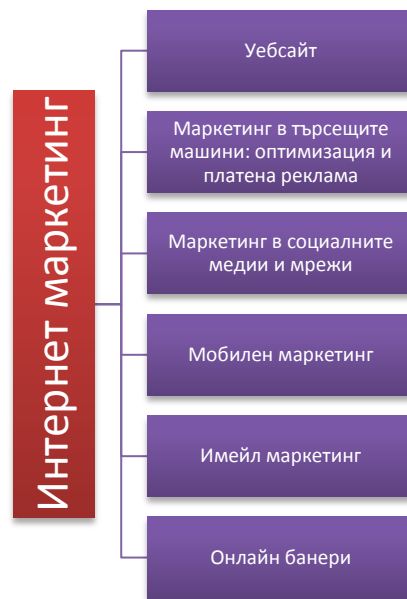 Интернет маркетинг
Уебсайт
Маркетинг в търсещите
машини: оптимизация и
платена реклама
Маркетинг в социалните
медии и мрежи
Мобилен маркетинг
Имейл маркетинг
Онлайн банери